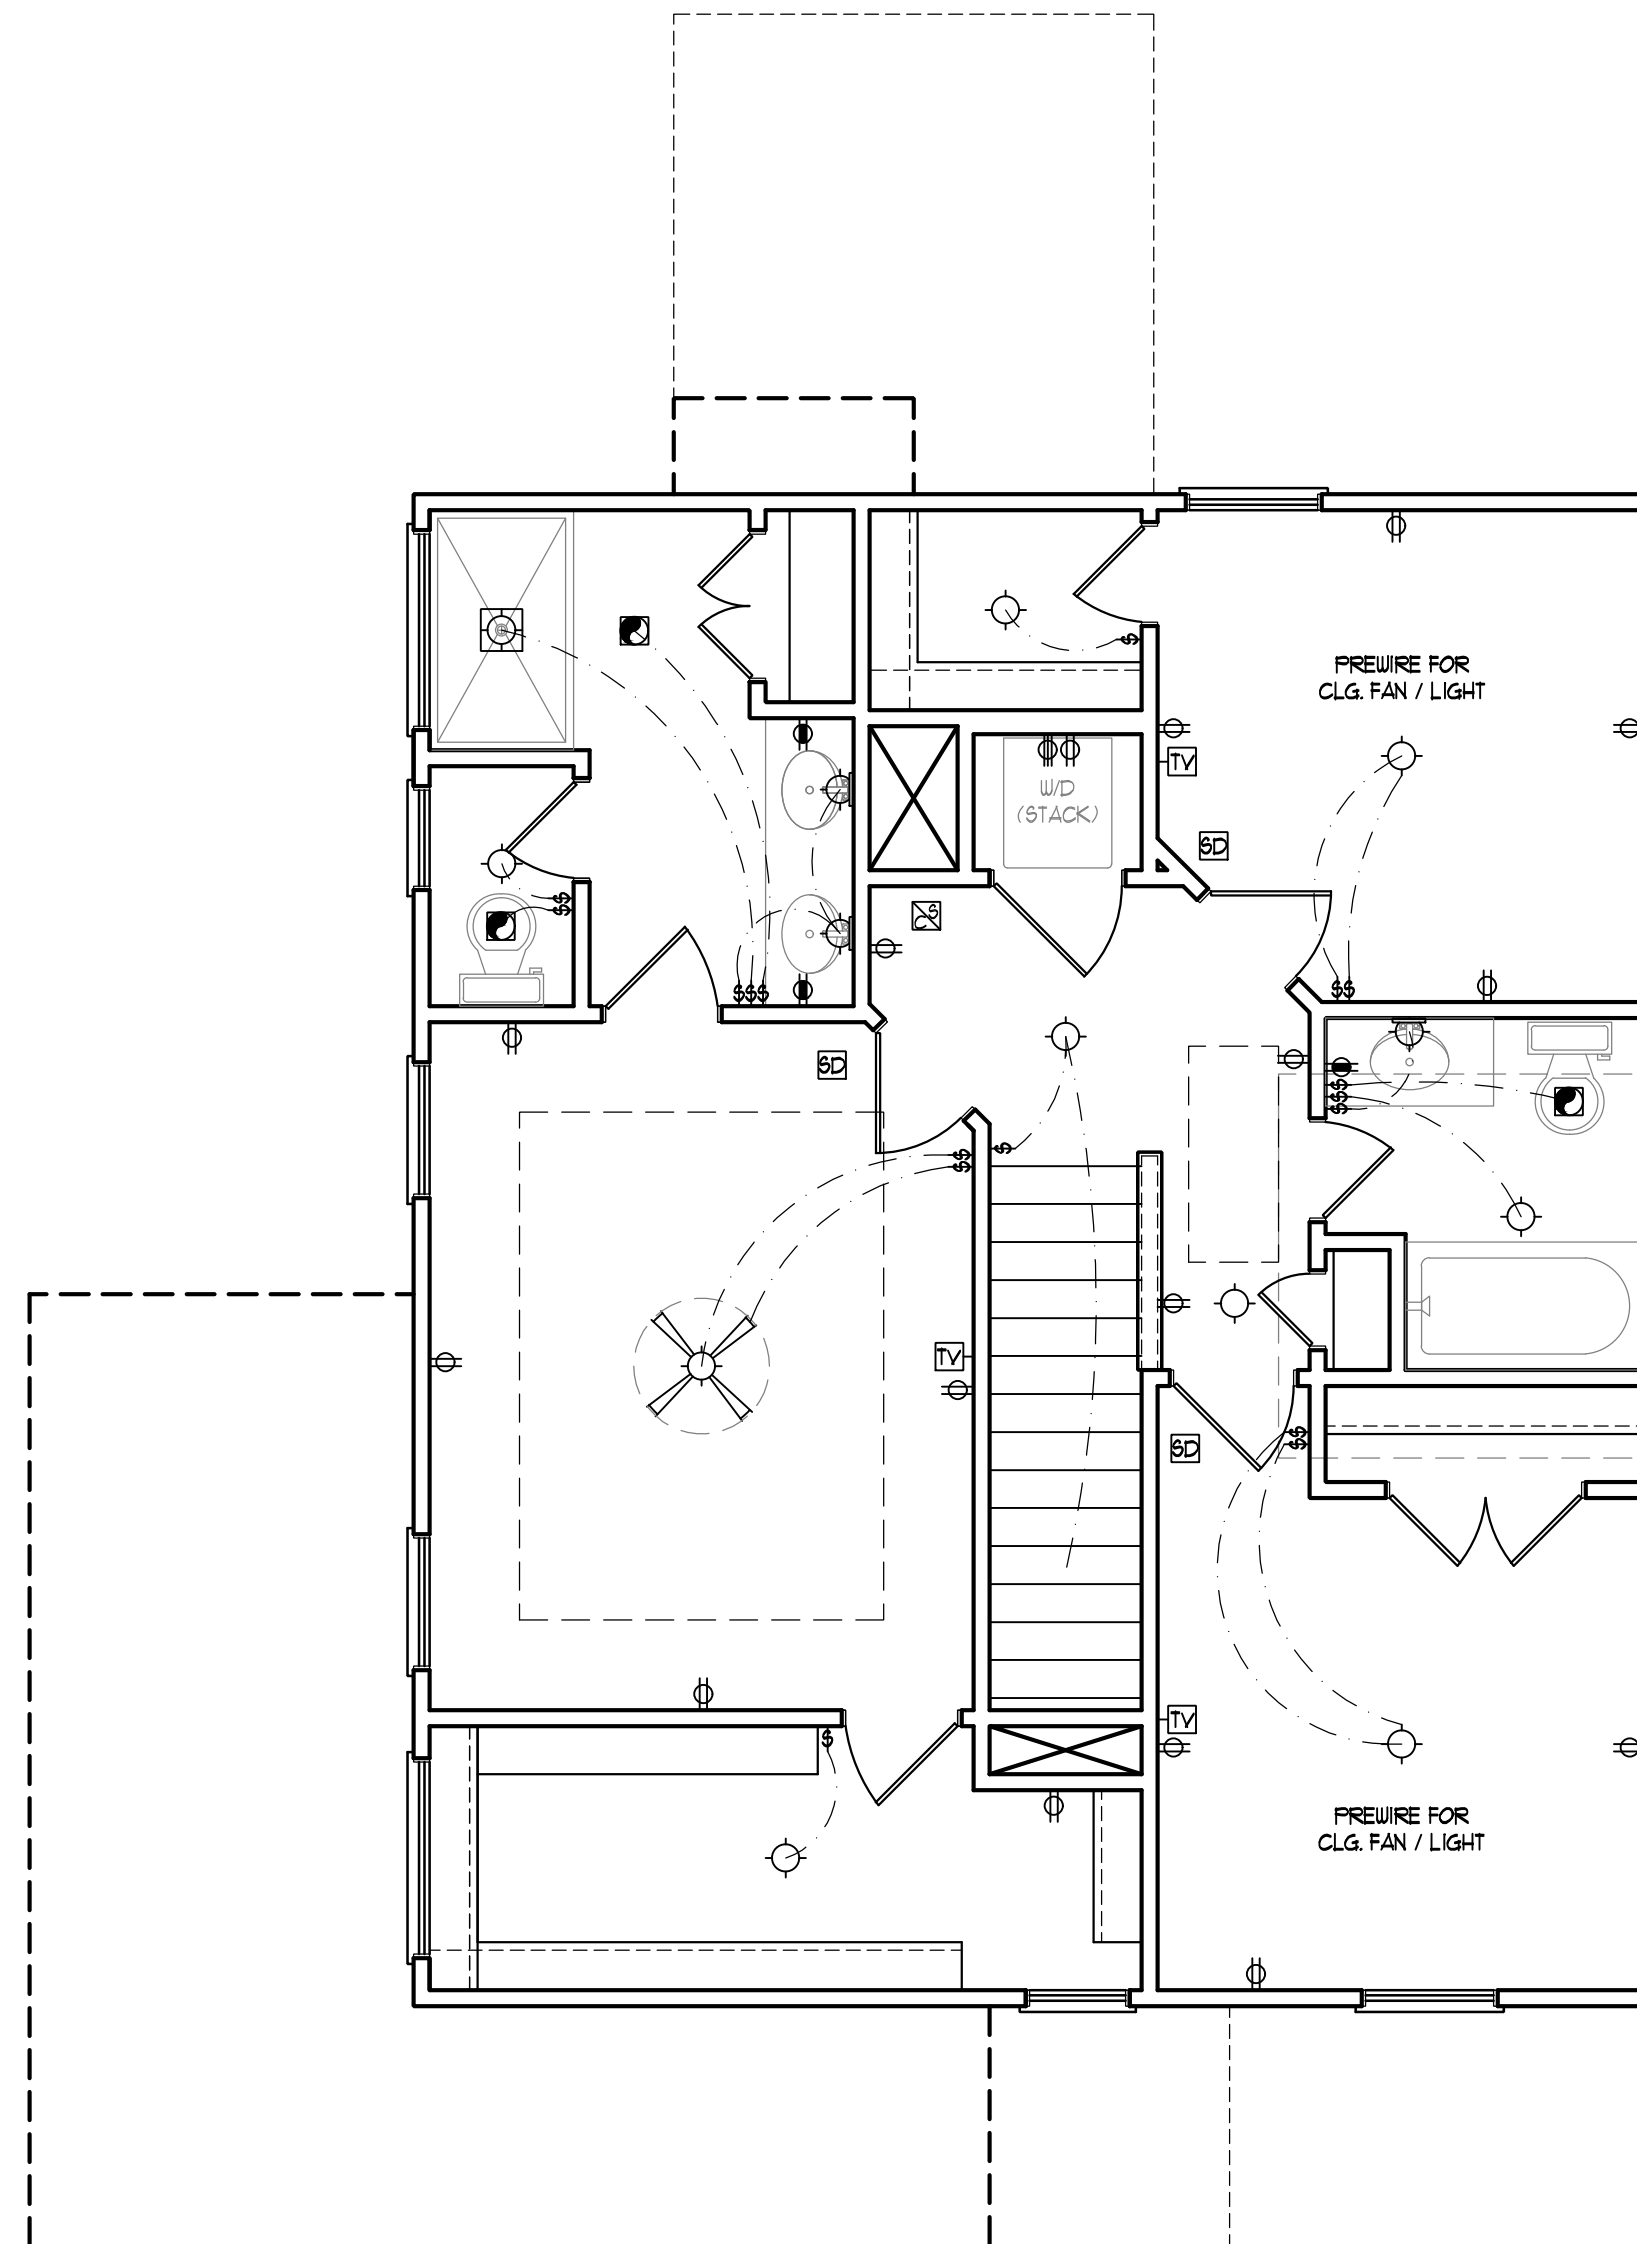 $
PREWIRE FOR
CLG. FAN / LIGHT
TV
W/D
(STACK)
SD
$
$
C S
$$$
$$
SD
$
$
$
$
$
$
TV
$
$
SD
TV
$
PREWIRE FOR
CLG. FAN / LIGHT